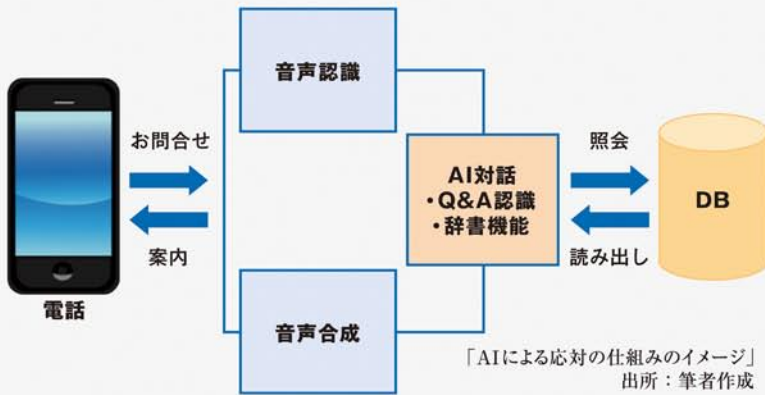 音声認識
お問合せ
案内
電話
音声合成
AI対話
・Q&A認識
・辞書機能
照会
読み出し
DB
「AIによる応対の仕組みのイメージ」
出所：筆者作成